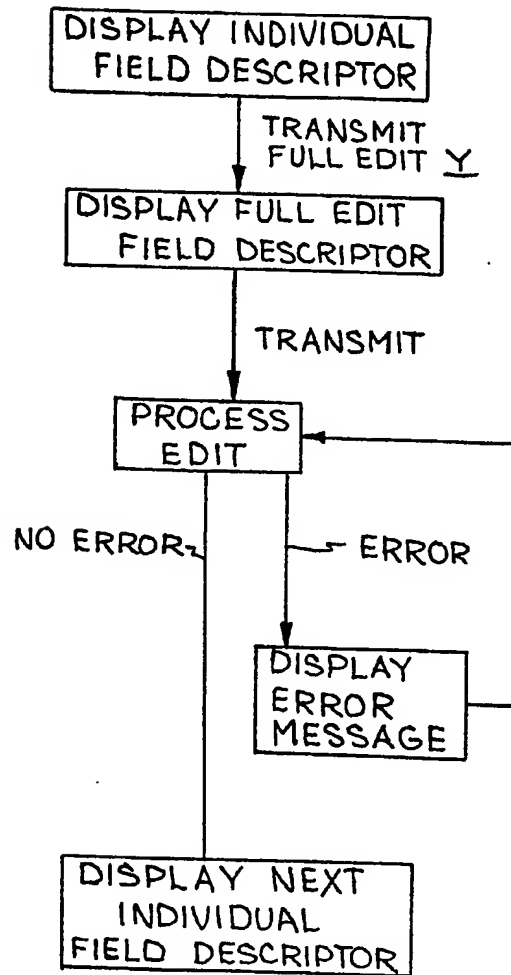 DISPLAY INDIVIDUAL
FIELD DESCRIPTOR
TRANSMIT
FULL EDIT Y
DISPLAY FULL EDIT
FIELD DESCRIPTOR
TRANSMIT
PROCESS
EDIT
NO ERROR
ERROR
DISPLAY
ERROR
MESSAGE
DISPLAY NEXT
INDIVIDUAL
FIELD DESCRIPTOR